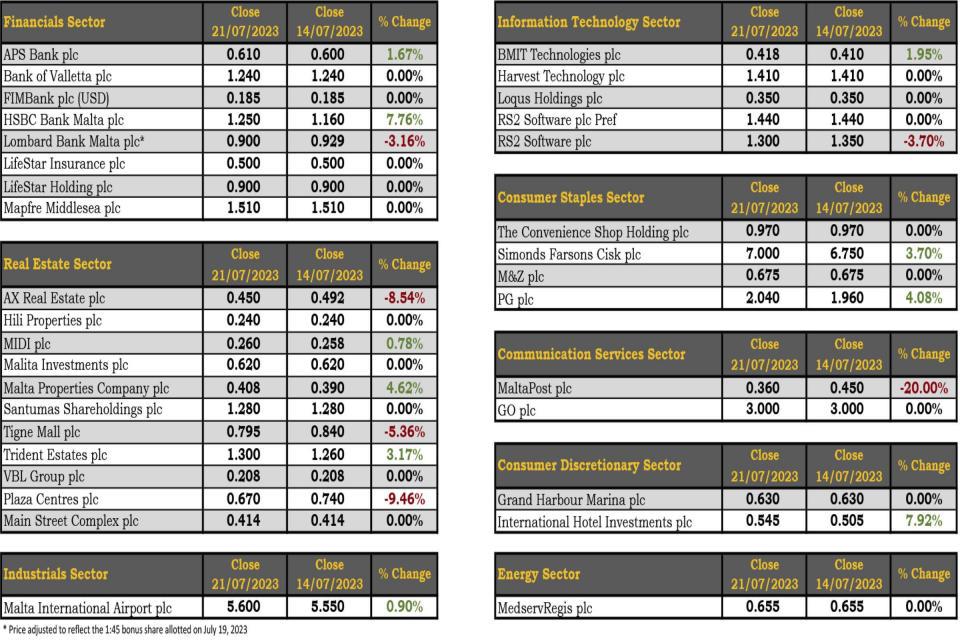 Financials Sector Close 21/07/2023 Close 14/07/2023 % Change
APS Bank plc 0.610 0.600 1.67%
Bank of Valletta plc 1.240 1.240 0.00%
FIMBank plc (USD) 0.185 0.185 0.00%
HSBC Bank Malta plc 1.250 1.160 7.76%
Lombard Bank Malta plc* 0.900 0.929 -3.16%
LifeStar Insurance plc 0.500 0.500 0.00%
LifeStar Holding plc 0.900 0.900 0.00%
Mapfre Middlesea plc 1.510 1.510 0.00%
Real Estate Sector Close 21/07/2023 Close 14/07/2023 % Change
AX Real Estate plc 0.450 0.492 -8.54%
Hili Properties plc 0.240 0.240 0.00%
MIDI plc 0.260 0.258 0.78%
Malita Investments plc 0.620 0.620 0.00%
Malta Properties Company plc 0.408 0.390 4.62%
Santumas Shareholdings plc 1.280 1.280 0.00%
Tigne Mall plc 0.795 0.840 -5.36%
Trident Estates plc 1.300 1.260 3.17%
VBL Group plc 0.208 0.208 0.00%
Plaza Centres plc 0.670 0.740 -9.46%
Main Street Complex plc 0.414 0.414 0.00%
Industrials Sector Close 21/07/2023 Close 14/07/2023 % Change
Malta International Airport plc 5.600 5.550 0.90%
* Price adjusted to reflect the 1:45 bonus share allotted on July 19, 2023
Information Technology Sector Close 21/07/2023 Close 14/07/2023 % Change
BMIT Technologies plc 0.418 0.410 1.95%
Harvest Technology plc 1.410 1.410 0.00%
Loqus Holdings plc 0.350 0.350 0.00%
RS2 Software plc Pref 1.440 1.440 0.00%
RS2 Software plc 1.300 1.350 -3.70%
Consumer Staples Sector Close 21/07/2023 Close 14/07/2023 % Change
The Convenience Shop Holding plc 0.970 0.970 0.00%
Simonds Farsons Cisk plc 7.000 6.750 3.70%
M&Z plc 0.675 0.675 0.00%
PG plc 2.040 1.960 4.08%
Communication Services Sector Close 21/07/2023 Close 14/07/2023 % Change
MaltaPost plc 0.360 0.450 -20.00%
GO plc 3.000 3.000 0.00%
Consumer Discretionary Sector Close 21/07/2023 Close 14/07/2023 % Change
Grand Harbour Marina plc 0.630 0.630 0.00%
International Hotel Investments plc 0.545 0.505 7.92%
Energy Sector Close 21/07/2023 Close 14/07/2023 % Change
MedservRegis plc 0.655 0.655 0.00%